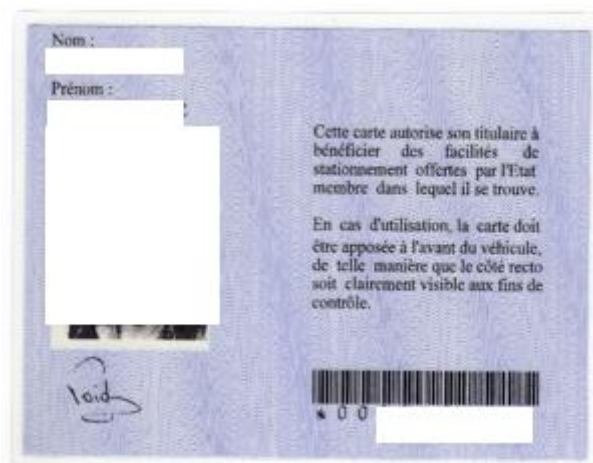 Nom :
Prénom :
Cette carte autorise son titulaire à
bénéficier des facilités de
stationnement offertes par l'Etat
membre dans lequel il se trouve.
En cas d'utilisation, la carte doit
être apposée à l'avant du véhicule,
de telle manière que le côté recto
soit clairement visible aux fins de
contrôle.
* 0 0